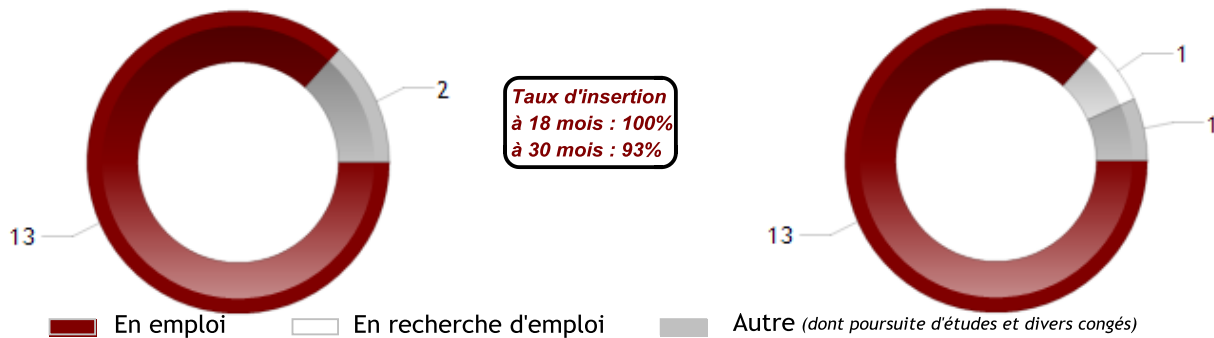 2
1
Taux d'insertion
à 18 mois : 100%
à 30 mois : 93%
1
13
13
En emploi
En recherche d'emploi
Autre (dont poursuite d'études et divers congés)